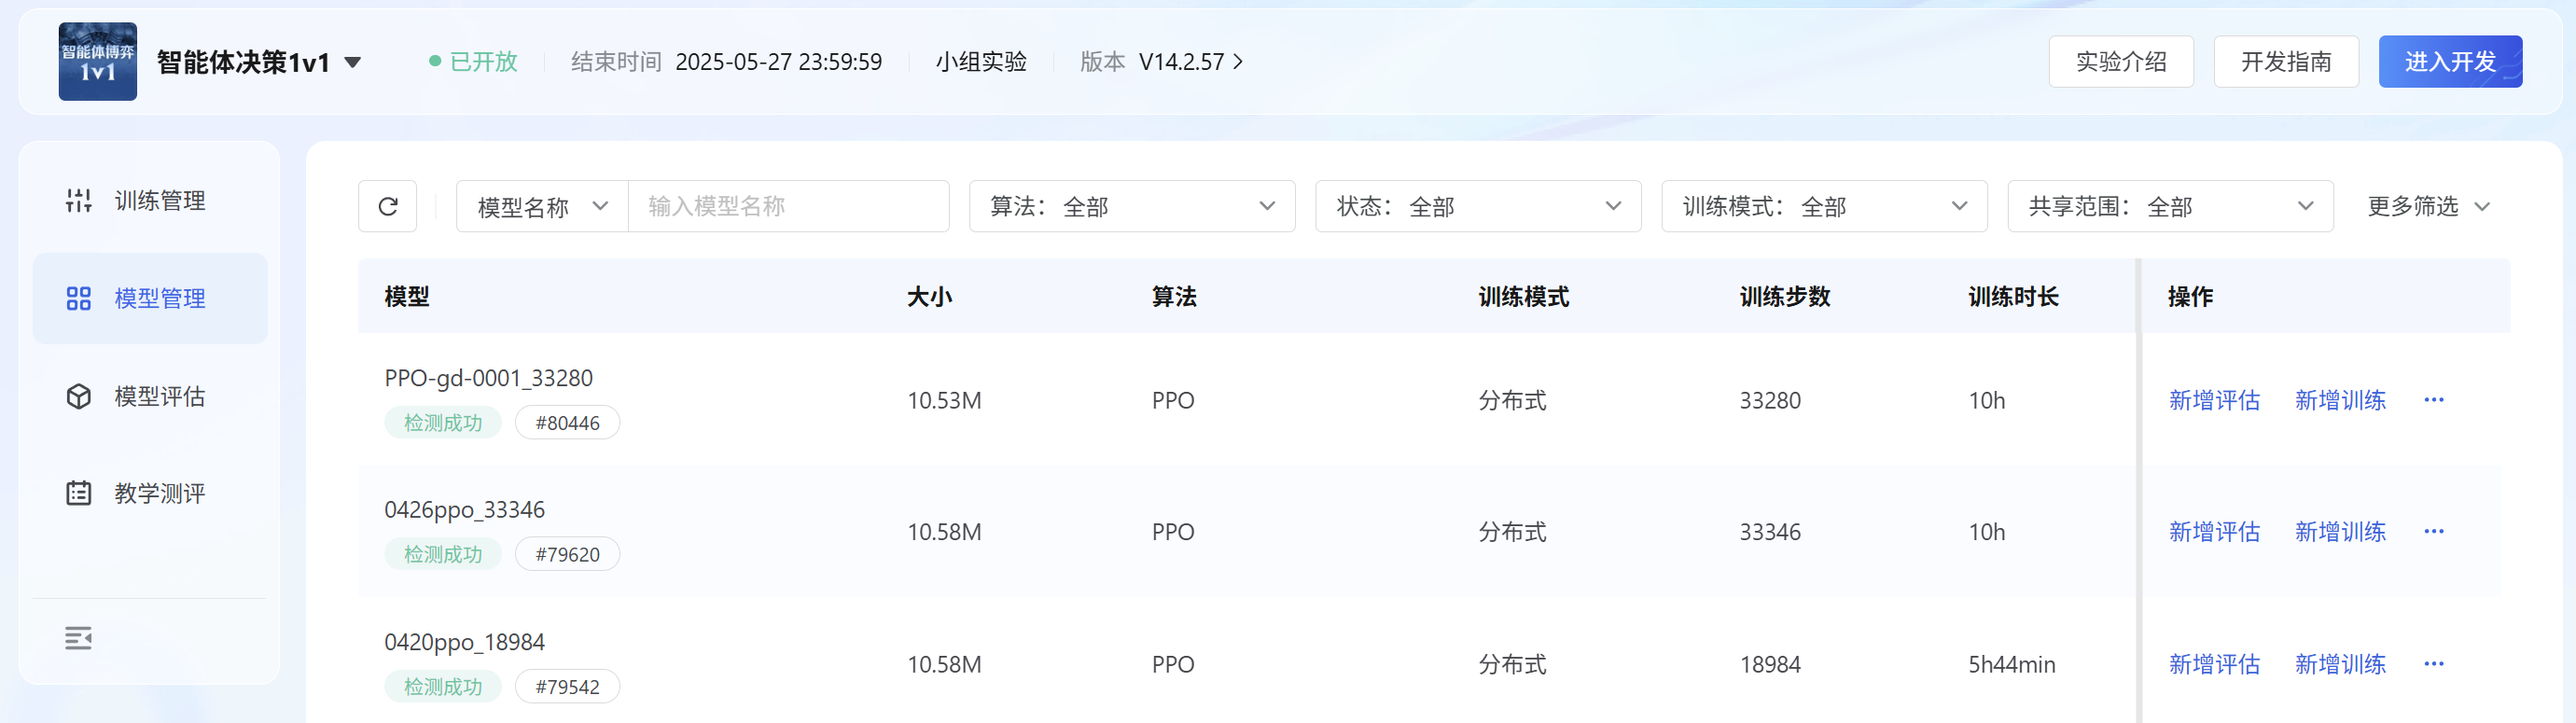 智能体博弈
1v1
智能体决策1v1
已开放
结束时间 2025-05-27 23:59:59
小组实验
版本 V14.2.57
实验介绍
开发指南
进入开发
训练管理
模型管理
模型评估
教学测评
模型名称
输入模型名称
算法： 全部
状态： 全部
训练模式： 全部
共享范围： 全部
更多筛选
模型 大小 算法 训练模式 训练步数 训练时长 操作
PPO-gd-0001_33280
检测成功 #80446
10.53M PPO 分布式 33280 10h 新增评估 新增训练 ···
0426ppo_33346
检测成功 #79620
10.58M PPO 分布式 33346 10h 新增评估 新增训练 ···
0420ppo_18984
检测成功 #79542
10.58M PPO 分布式 18984 5h44min 新增评估 新增训练 ···